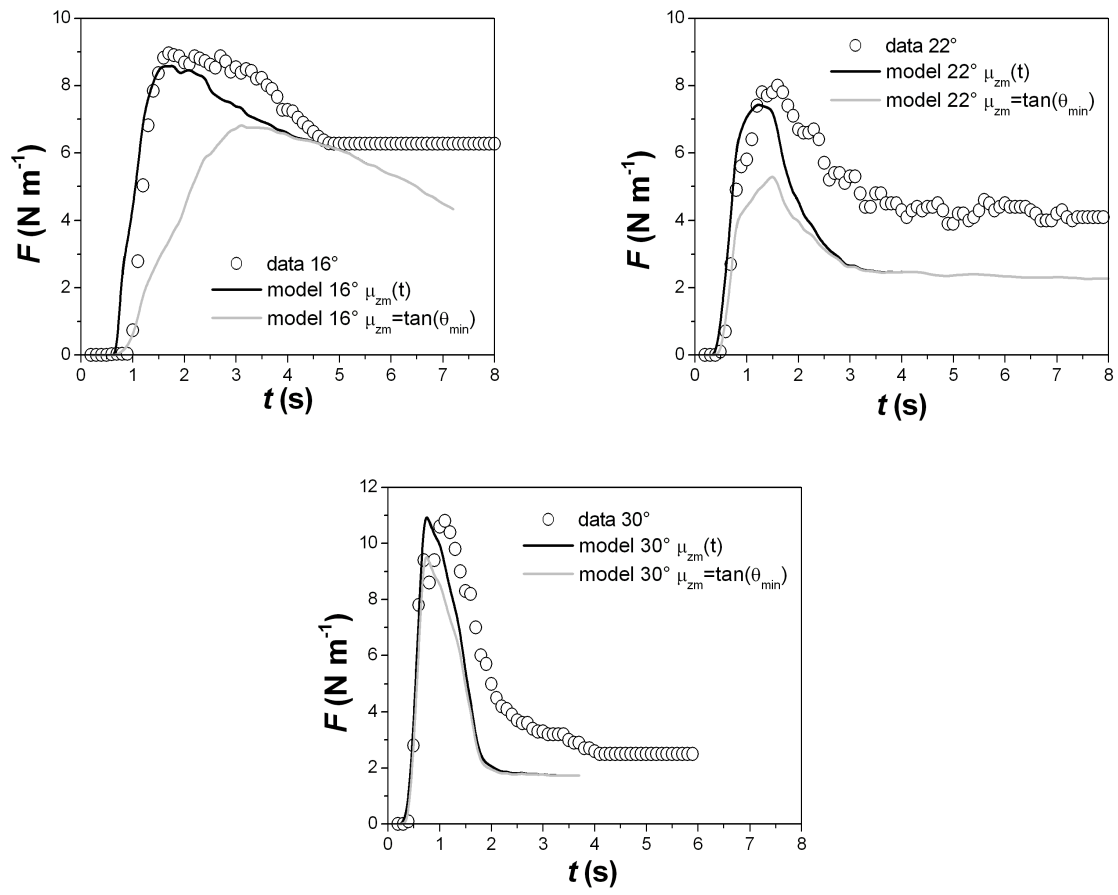 10
8
6
4
2
0
F (N m⁻¹)
data 16°
model 16° μzm(t)
model 16° μzm=tan(θmin)
0 1 2 3 4 5 6 7 8
t (s)
10
8
6
4
2
0
F (N m⁻¹)
data 22°
model 22° μzm(t)
model 22° μzm=tan(θmin)
0 1 2 3 4 5 6 7 8
t (s)
12
10
8
6
4
2
0
F (N m⁻¹)
data 30°
model 30° μzm(t)
model 30° μzm=tan(θmin)
0 1 2 3 4 5 6 7 8
t (s)